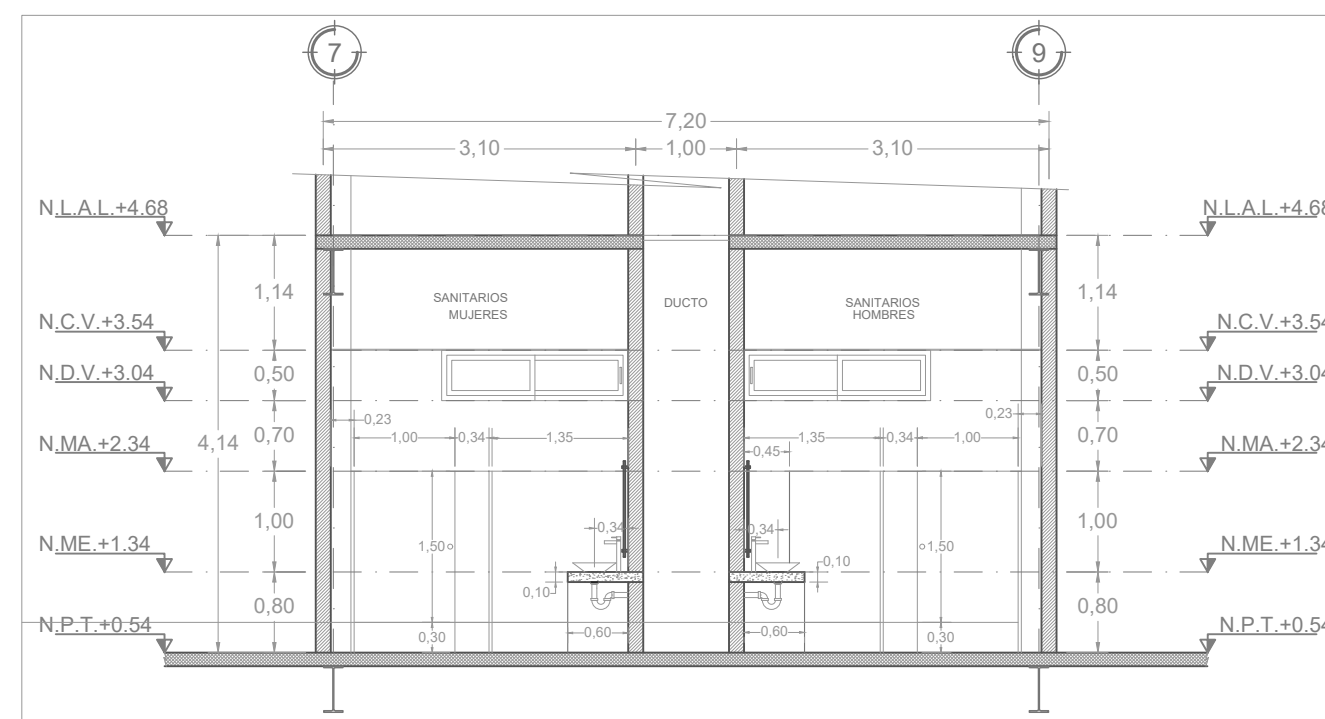 7
9
7,20
3,10
1,00
3,10
N.L.A.L.+4.68
N.L.A.L.+4.68
1,14
SANITARIOS
MUJERES
DUCTO
SANITARIOS
HOMBRES
1,14
N.C.V.+3.54
N.C.V.+3.54
N.D.V.+3.04
0,50
0,50
N.D.V.+3.04
0,23
0,23
N.MA.+2.34
4,14
0,70
1,00
0,34
1,35
1,35
0,34
1,00
0,70
N.MA.+2.34
0,45
1,00
0,34
0,34
1,00
N.ME.+1.34
1,50
1,50
N.ME.+1.34
0,10
0,10
0,80
0,80
N.P.T.+0.54
0,30
0,60
0,60
0,30
N.P.T.+0.54